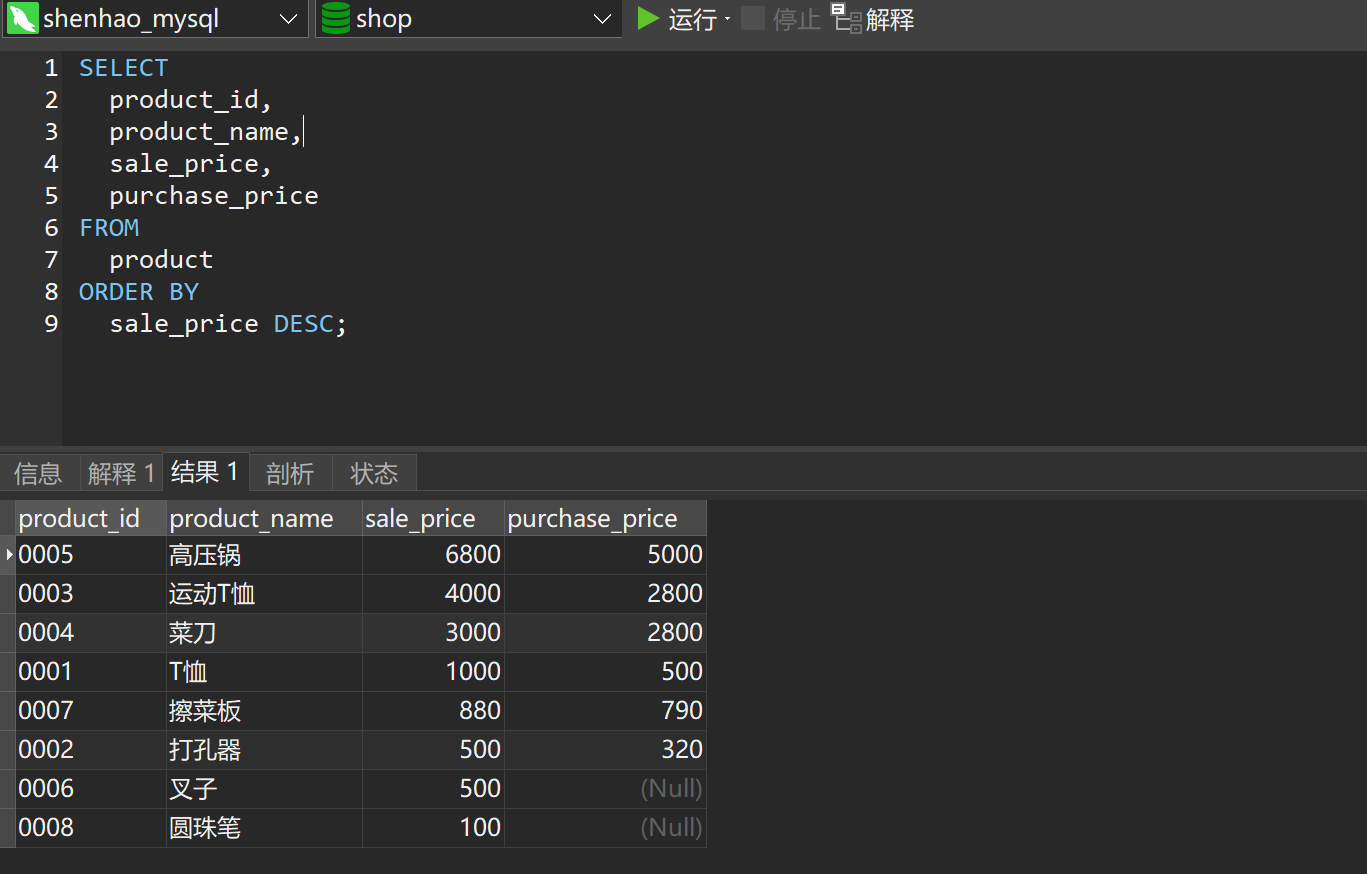 shenhao_mysql shop 运行 停止 解释
1 SELECT
2 product_id,
3 product_name,
4 sale_price,
5 purchase_price
6 FROM
7 product
8 ORDER BY
9 sale_price DESC;
信息 解释 1 结果 1 剖析 状态
product_id product_name sale_price purchase_price
0005 高压锅 6800 5000
0003 运动T恤 4000 2800
0004 菜刀 3000 2800
0001 T恤 1000 500
0007 擦菜板 880 790
0002 打孔器 500 320
0006 叉子 500 (Null)
0008 圆珠笔 100 (Null)